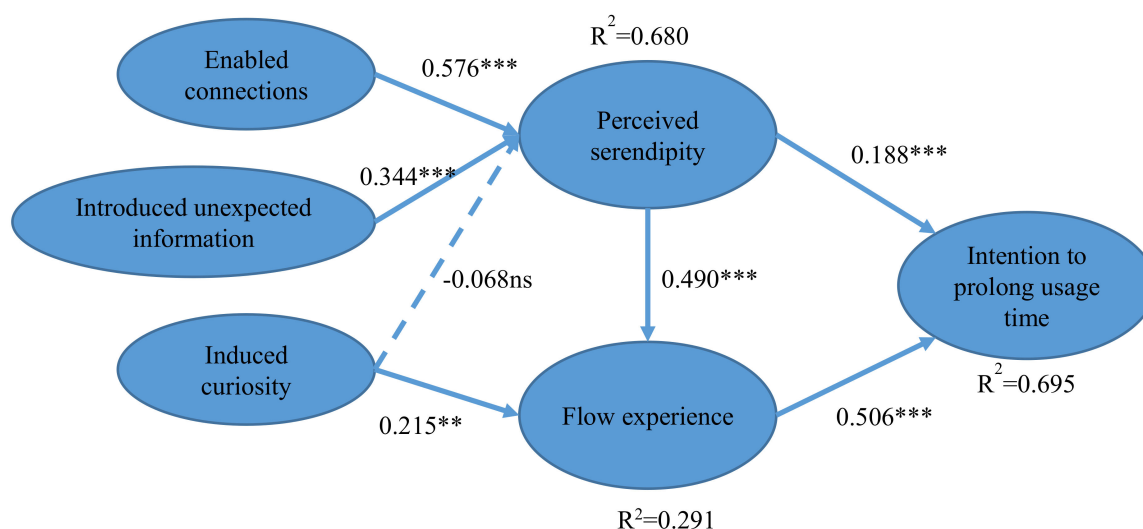 R²=0.680
Enabled
connections
0.576***
Perceived
serendipity
0.188***
0.344***
Introduced unexpected
information
-0.068ns
0.490***
Intention to
prolong usage
time
Induced
curiosity
R²=0.695
0.215**
Flow experience
0.506***
R²=0.291